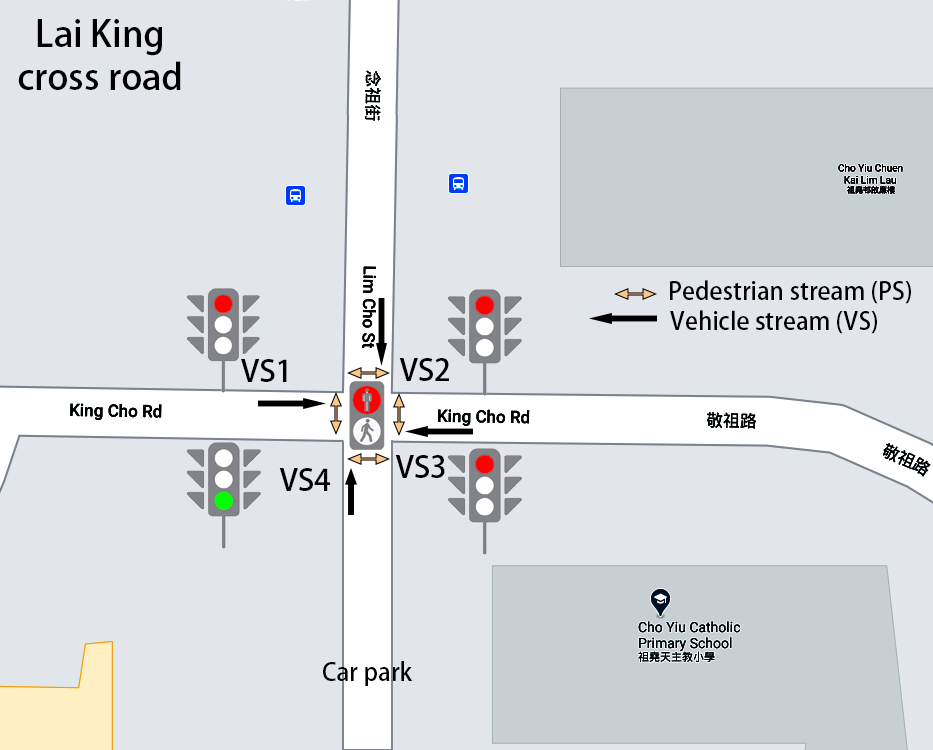 Lai King
cross road
念祖街
Cho Yiu Chuen
Kai Lim Lau
祖堯邨啟廉樓
Lim Cho St
Pedestrian stream (PS)
Vehicle stream (VS)
VS1
VS2
King Cho Rd
King Cho Rd
敬祖路
敬祖路
VS4
VS3
Cho Yiu Catholic
Primary School
祖堯天主教小學
Car park